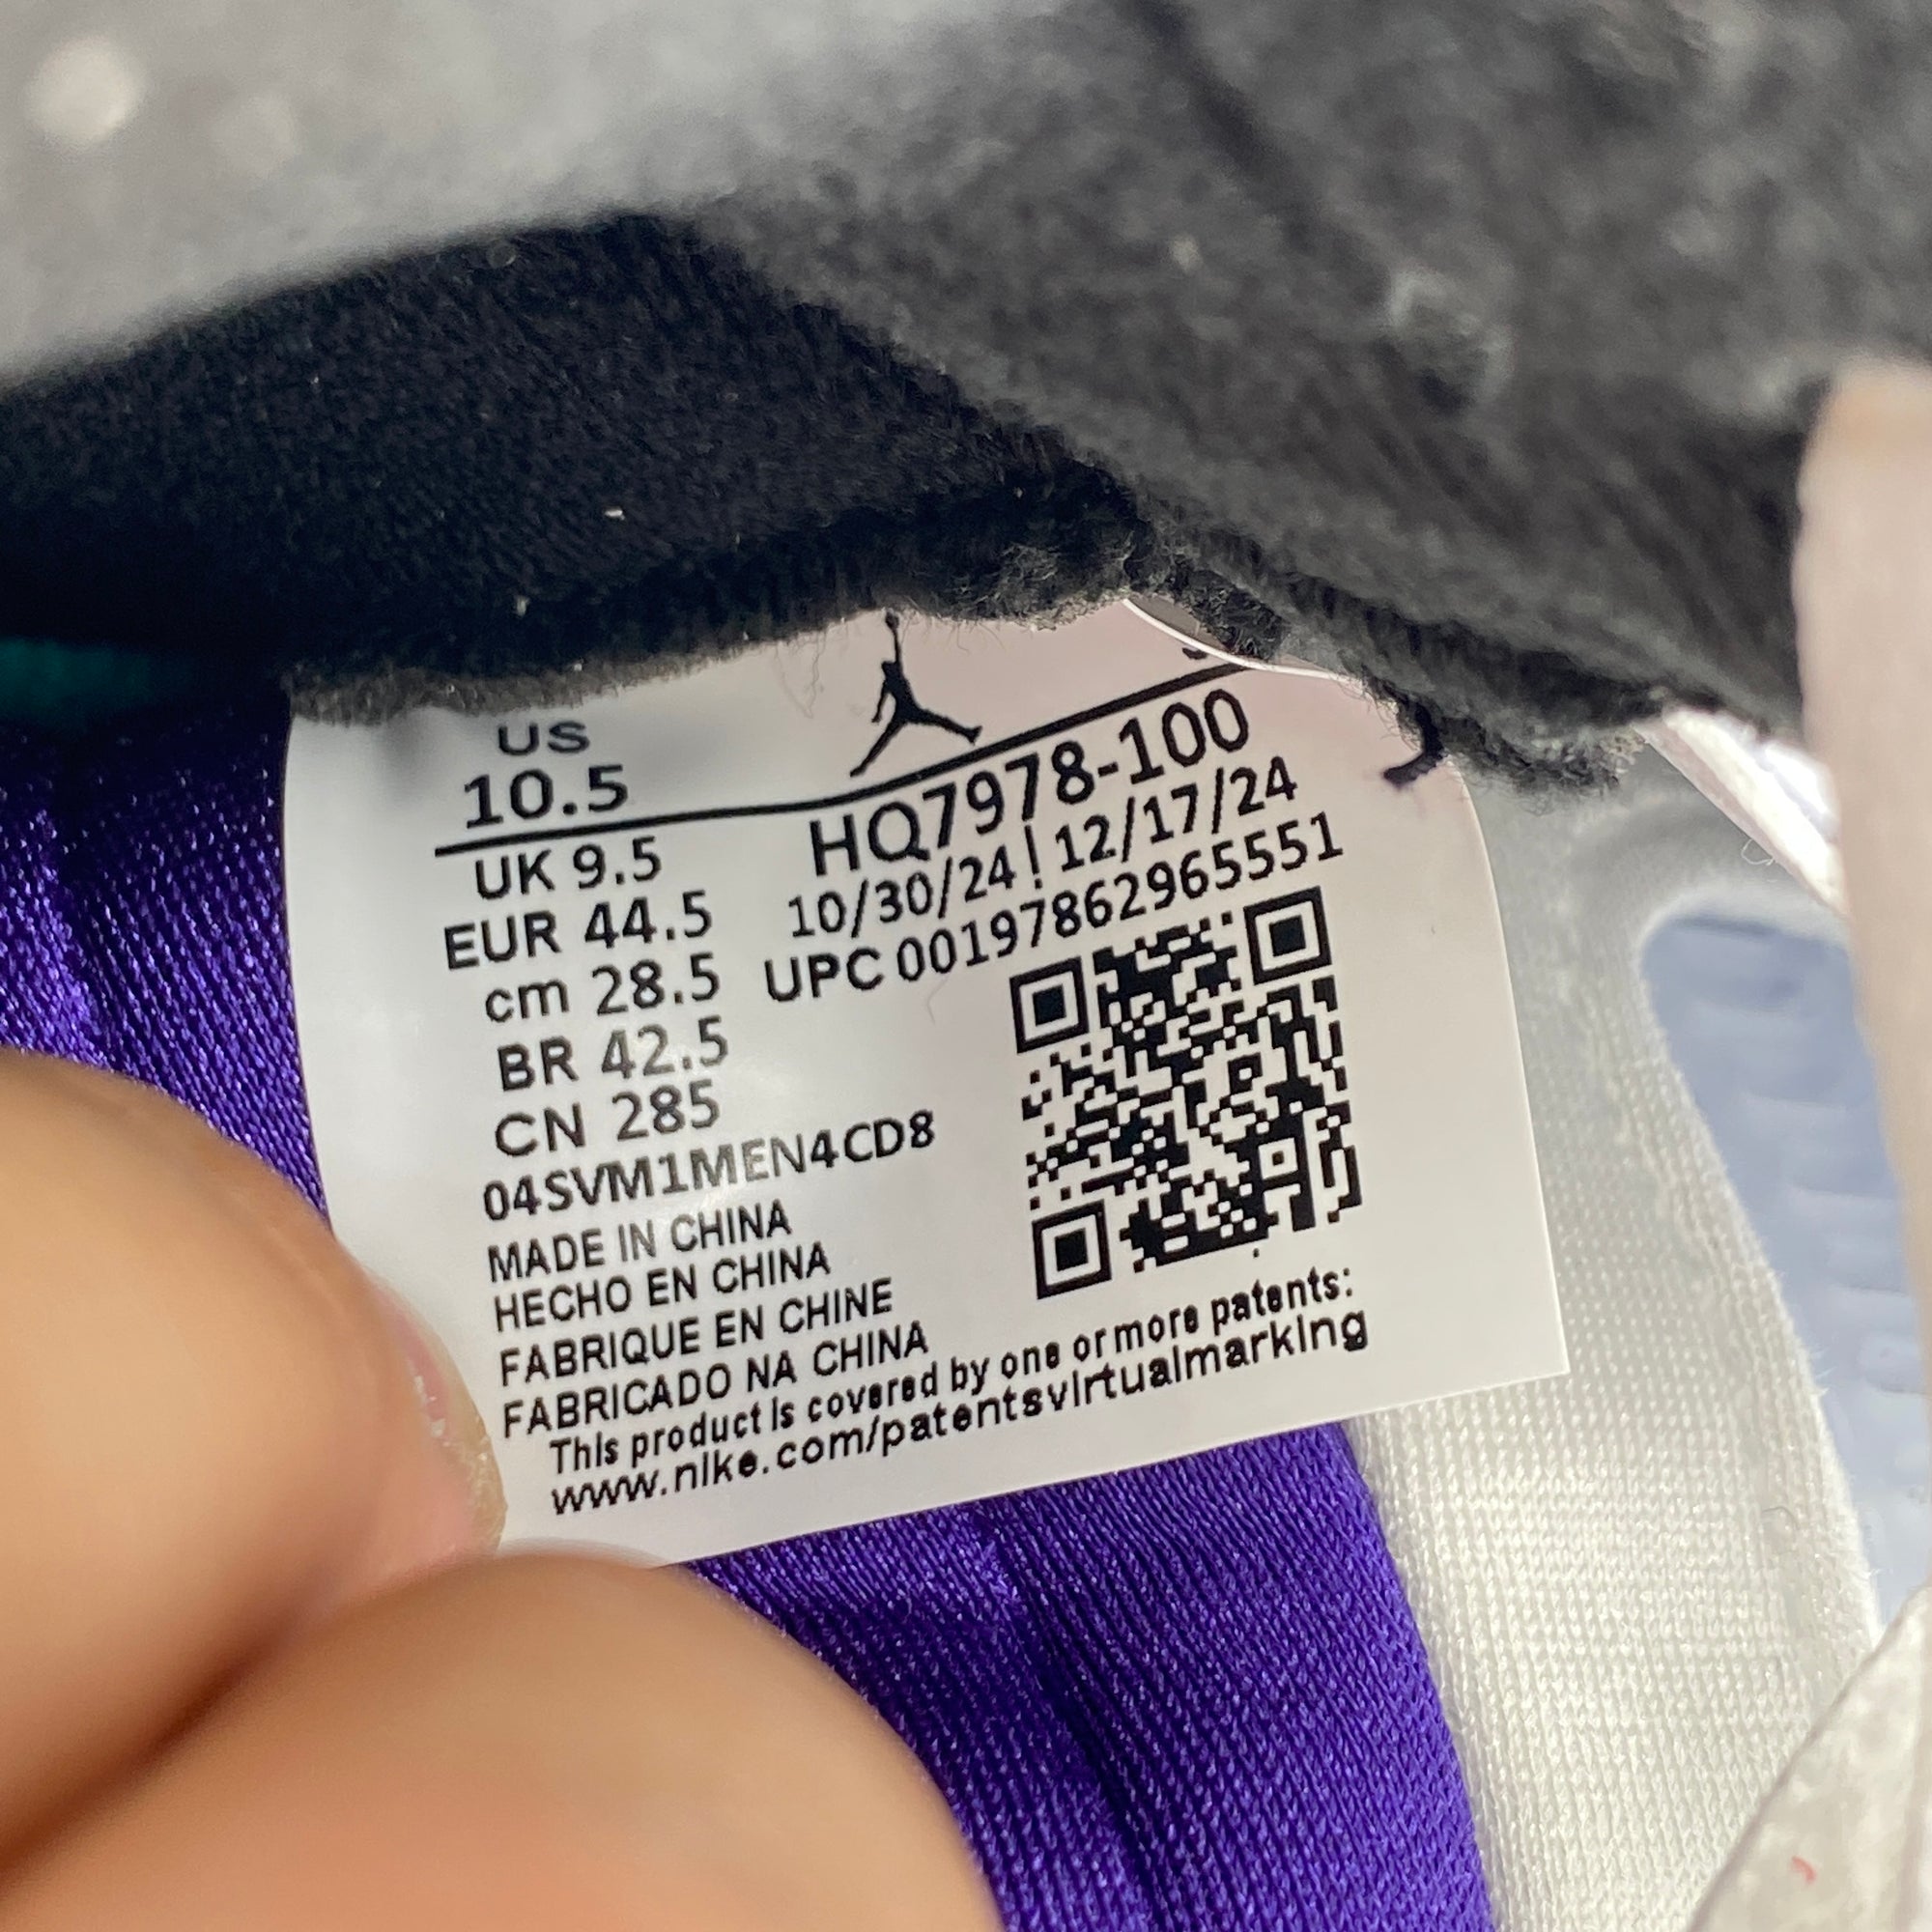 US
10.5
HQ7978-100
UK 9.5
10/30/24 | 12/17/24
EUR 44.5
UPC 00197862965551
cm 28.5
BR 42.5
CN 285
04SVM1MEN4CD8
MADE IN CHINA
HECHO EN CHINA
FABRIQUE EN CHINE
FABRICADO NA CHINA
This product is covered by one or more patents:
www.nike.com/patentsvirtualmarking